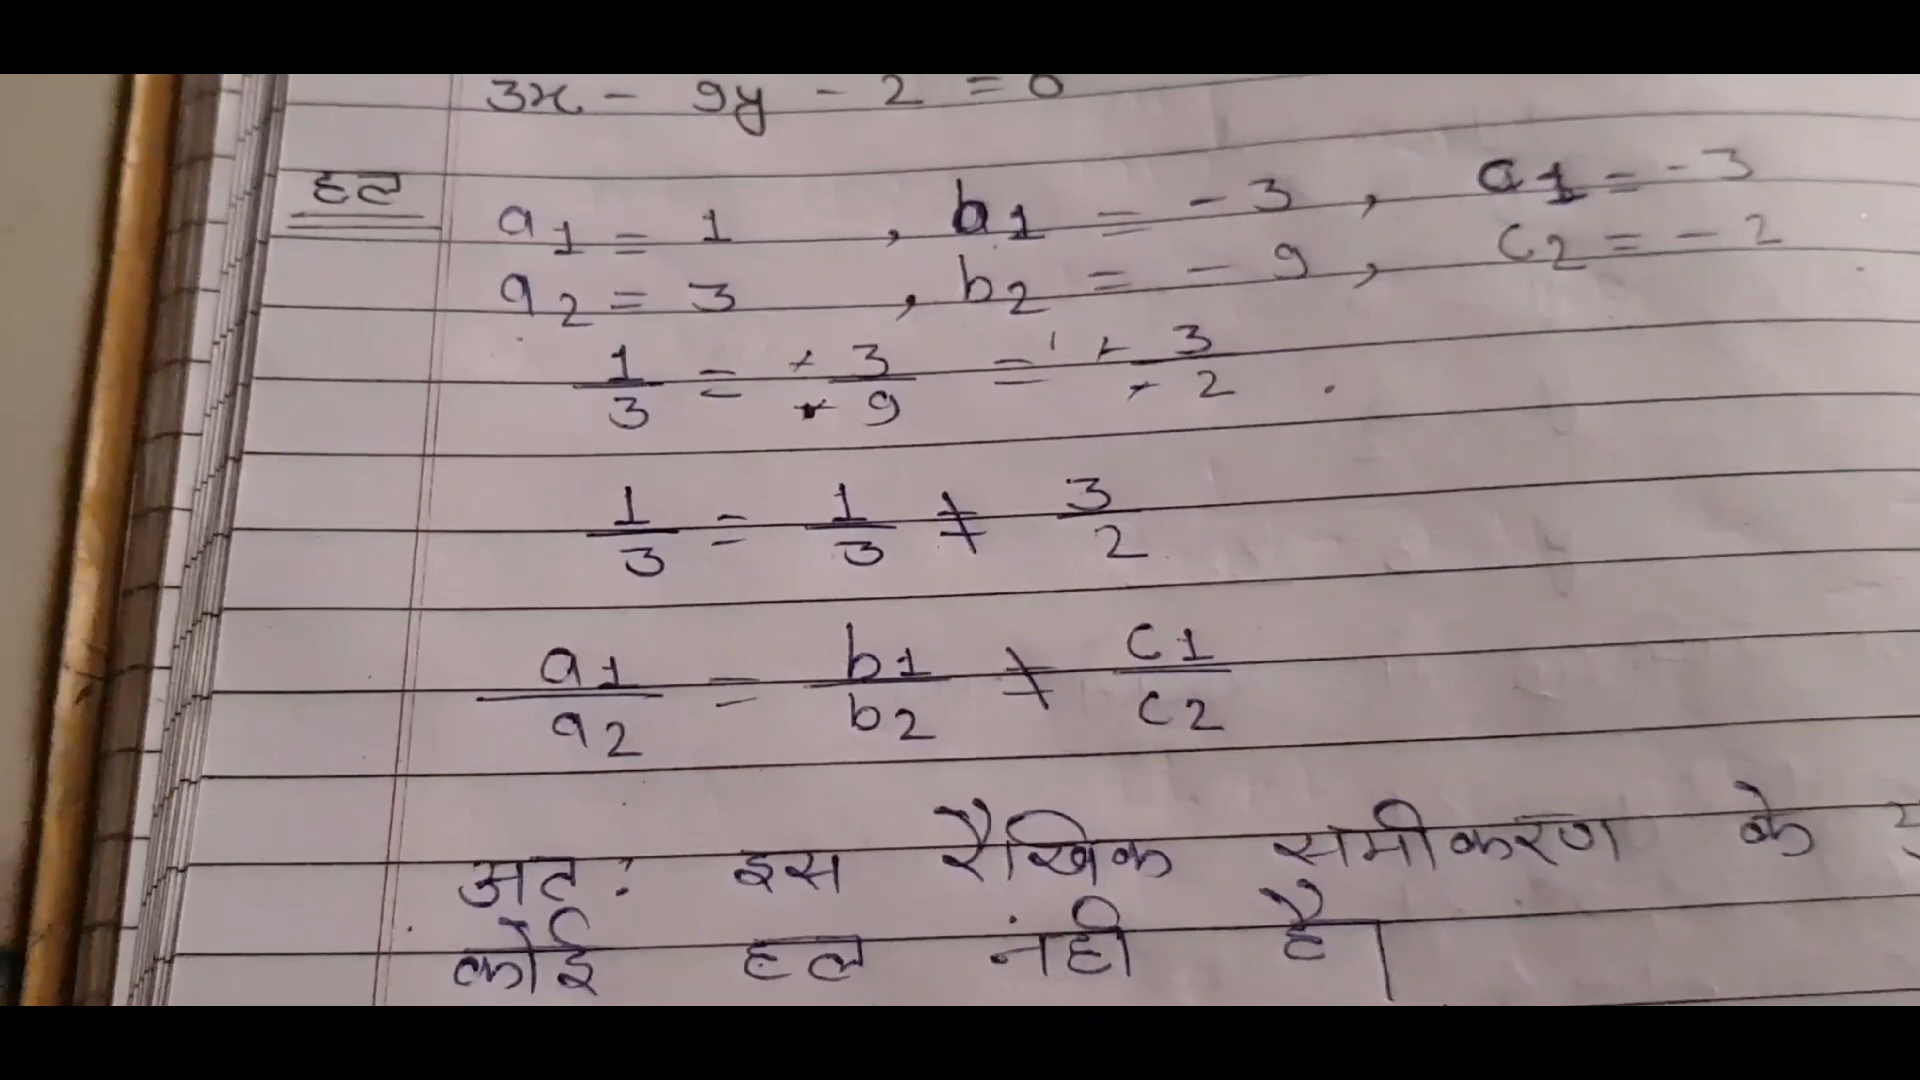 3x - 9y - 2 = 0
हल
a1 = 1 , b1 = - 3 , a1 = - 3
a2 = 3 , b2 = - 9 , c2 = - 2
1/3 = - 3/- 9 = - 3/- 2
1/3 = 1/3 ≠ 3/2
a1/a2 = b1/b2 ≠ c1/c2
अत: इस रैखिक समीकरण के
कोई हल नंही है।